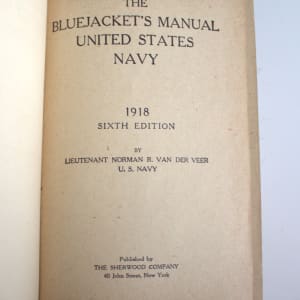 THE
BLUEJACKET'S MANUAL
UNITED STATES
NAVY
1918
SIXTH EDITION
BY
LIEUTENANT NORMAN R. VAN DER VEER
U. S. NAVY
Published by
THE SHERWOOD COMPANY
40 John Street, New York